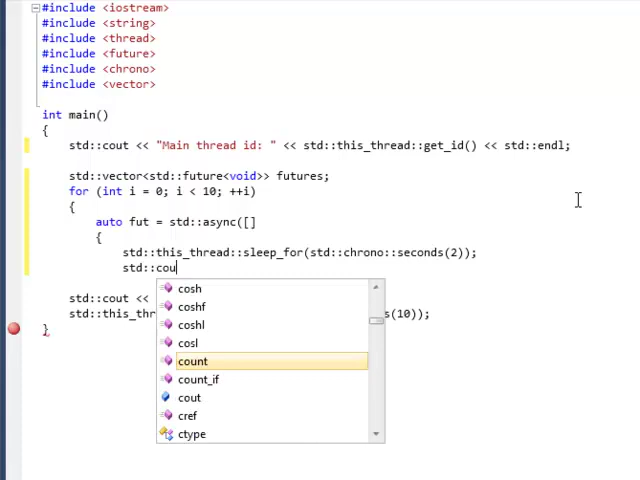 #include <iostream>
#include <string>
#include <thread>
#include <future>
#include <chrono>
#include <vector>
int main()
{
std::cout << "Main thread id: " << std::this_thread::get_id() << std::endl;
std::vector<std::future<void>> futures;
for (int i = 0; i < 10; ++i)
{
auto fut = std::async([]
{
std::this_thread::sleep_for(std::chrono::seconds(2));
std::cou
cosh
std::cout <<
coshf
std::this_thr s(10));
coshl
}
cosl
count
count_if
cout
cref
ctype